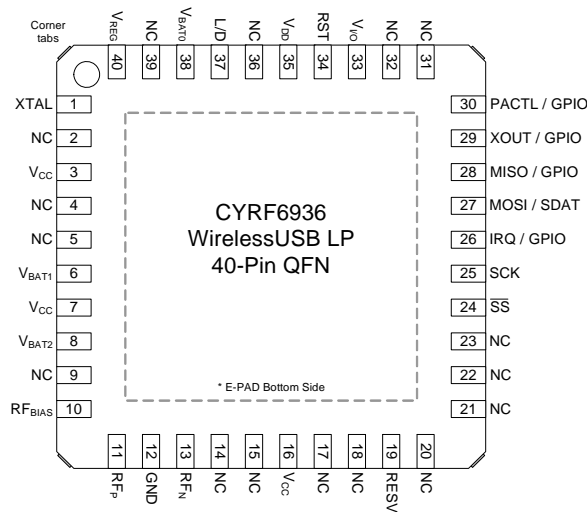 Corner
tabs
VREG
NC
VBAT0
L/D
NC
VDD
RST
VI/O
NC
NC
40
39
38
37
36
35
34
33
32
31
XTAL 1
NC 2
VCC 3
NC 4
NC 5
VBAT1 6
VCC 7
VBAT2 8
NC 9
RFBIAS 10
CYRF6936
WirelessUSB LP
40-Pin QFN
* E-PAD Bottom Side
30 PACTL / GPIO
29 XOUT / GPIO
28 MISO / GPIO
27 MOSI / SDAT
26 IRQ / GPIO
25 SCK
24 S̅S̅
23 NC
22 NC
21 NC
11
12
13
14
15
16
17
18
19
20
RFP
GND
RFN
NC
NC
VCC
NC
NC
RESV
NC